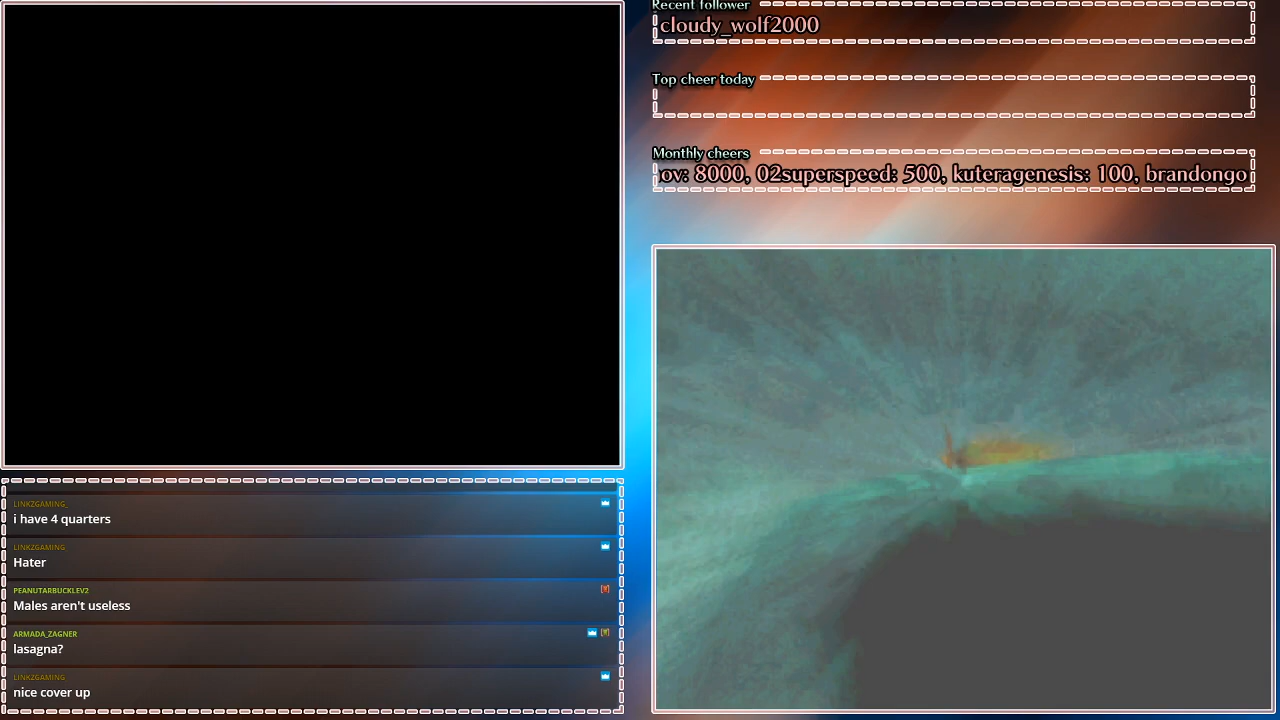 Recent follower
cloudy_wolf2000
Top cheer today
Monthly cheers
ov: 8000, 02superspeed: 500, kuteragenesis: 100, brandongo
LINKZGAMING_
i have 4 quarters
LINKZGAMING
Hater
PEANUTARBUCKLEV2
Males aren't useless
ARMADA_ZAGNER
lasagna?
LINKZGAMING
nice cover up